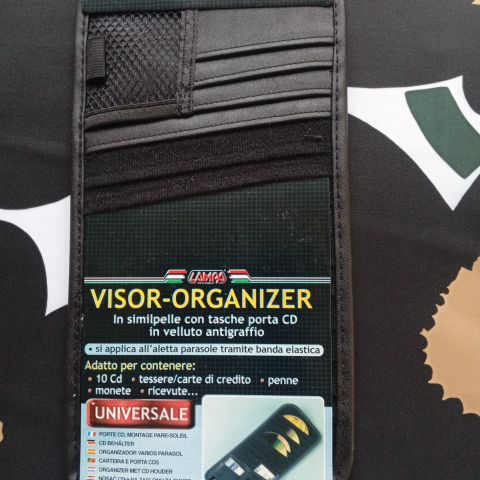 LAMPA
VISOR-ORGANIZER
In similpelle con tasche porta CD
in velluto antigraffio
• si applica all'aletta parasole tramite banda elastica
Adatto per contenere:
• 10 Cd • tessere/carte di credito • penne
• monete • ricevute...
UNIVERSALE
PORTE CD, MONTAGE PARE-SOLEIL
CD BEHÄLTER
ORGANIZADOR VARIOS PARASOL
CARTEIRA E PORTA CDS
ORGANIZER MET CD HOUDER